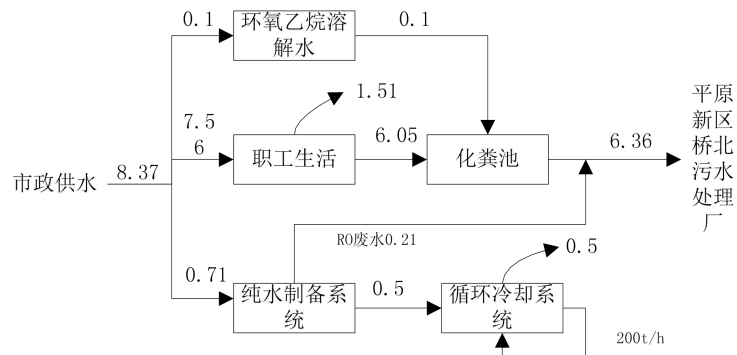 0.1
环氧乙烷溶
解水
0.1
1.51
7.5
6
职工生活
6.05
化粪池
6.36
平原
新区
桥北
污水
处理
厂
市政供水
8.37
RO废水0.21
0.5
0.71
纯水制备系
统
0.5
循环冷却系
统
200t/h